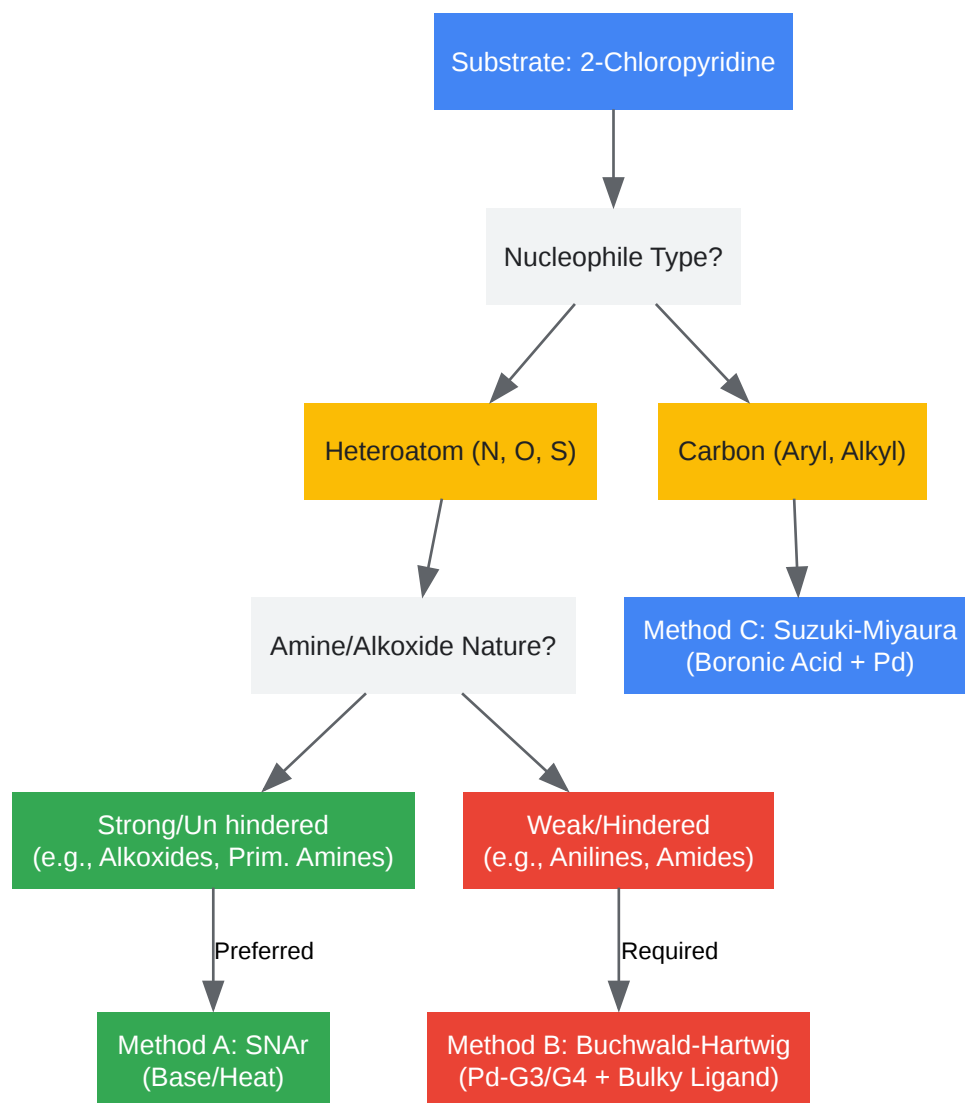 Substrate: 2-Chloropyridine
Nucleophile Type?
Heteroatom (N, O, S)
Carbon (Aryl, Alkyl)
Amine/Alkoxide Nature?
Method C: Suzuki-Miyaura
(Boronic Acid + Pd)
Strong/Un hindered
(e.g., Alkoxides, Prim. Amines)
Weak/Hindered
(e.g., Anilines, Amides)
Preferred
Required
Method A: SNAr
(Base/Heat)
Method B: Buchwald-Hartwig
(Pd-G3/G4 + Bulky Ligand)